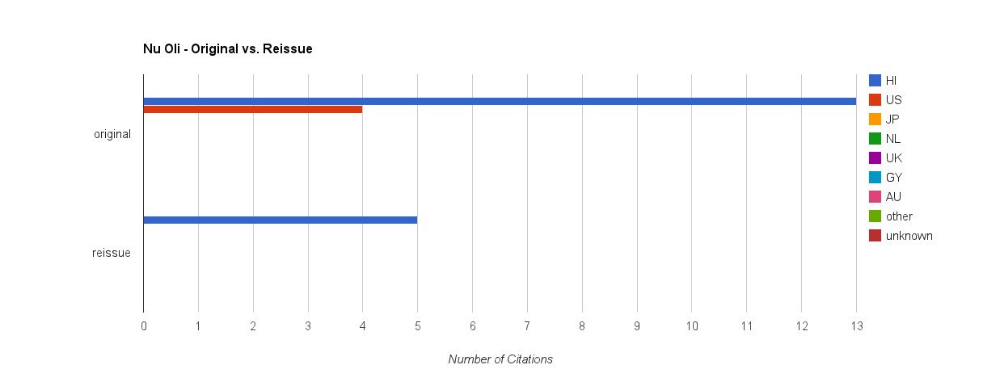 Nu Oli - Original vs. Reissue
HI
US
JP
NL
UK
GY
AU
other
unknown
original
reissue
0 1 2 3 4 5 6 7 8 9 10 11 12 13
Number of Citations